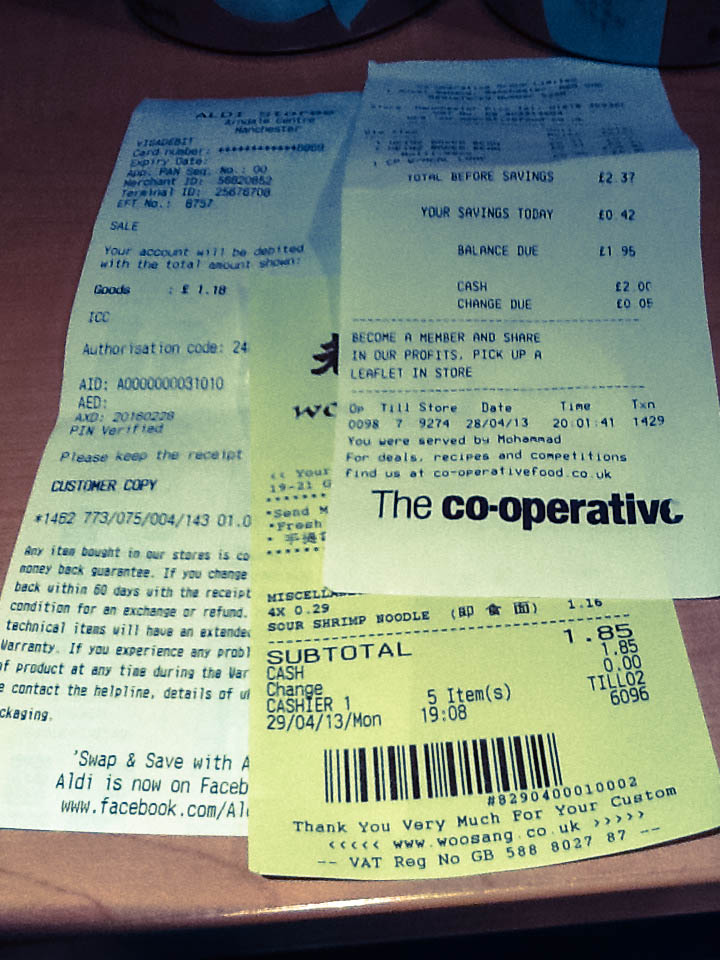 ALDI Stores
Arndale Centre
Manchester
VISADEBIT
Card number:
Expiry Date:
App. PAN Seq. No.: 00
Merchant ID: 56820852
Terminal ID: 25676708
EFT No.: 8757
SALE
Your account will be debited
with the total amount shown:
Goods : £ 1.18
ICC
Authorisation code: 24
AID: A0000000031010
AED:
AXD: 20160228
PIN Verified
Please keep the receipt
CUSTOMER COPY
*1462 773/075/004/143 01.0
Any item bought in our stores is co
money back guarantee. If you change
back within 60 days with the receipt
condition for an exchange or refund.
technical items will have an extended
Warranty. If you experience any probl
of product at any time during the War
contact the helpline, details of
ckaging.
'Swap & Save with A
Aldi is now on Faceb
www.facebook.com/Al
TOTAL BEFORE SAVINGS £2.37
YOUR SAVINGS TODAY £0.42
BALANCE DUE £1.95
CASH £2.00
CHANGE DUE £0.05
BECOME A MEMBER AND SHARE
IN OUR PROFITS, PICK UP A
LEAFLET IN STORE
Op Till Store Date Time Txn
0098 7 9274 28/04/13 20:01:41 1429
You were served by Mohammad
For deals, recipes and competitions
find us at co-operativefood.co.uk
The co-operative
WO
<< Your
19-21 G
******
*Send M
*Fresh
******
MISCELLA
4X 0.29
SOUR SHRIMP NOODLE (即食面) 1.16
SUBTOTAL 1.85
CASH 1.85
Change 0.00
CASHIER 1 5 Item(s) TILL02
29/04/13/Mon 19:08 6096
#8290400010002
Thank You Very Much For Your Custom
<<<<< www.woosang.co.uk >>>>>
-- VAT Reg No GB 588 8027 87 --